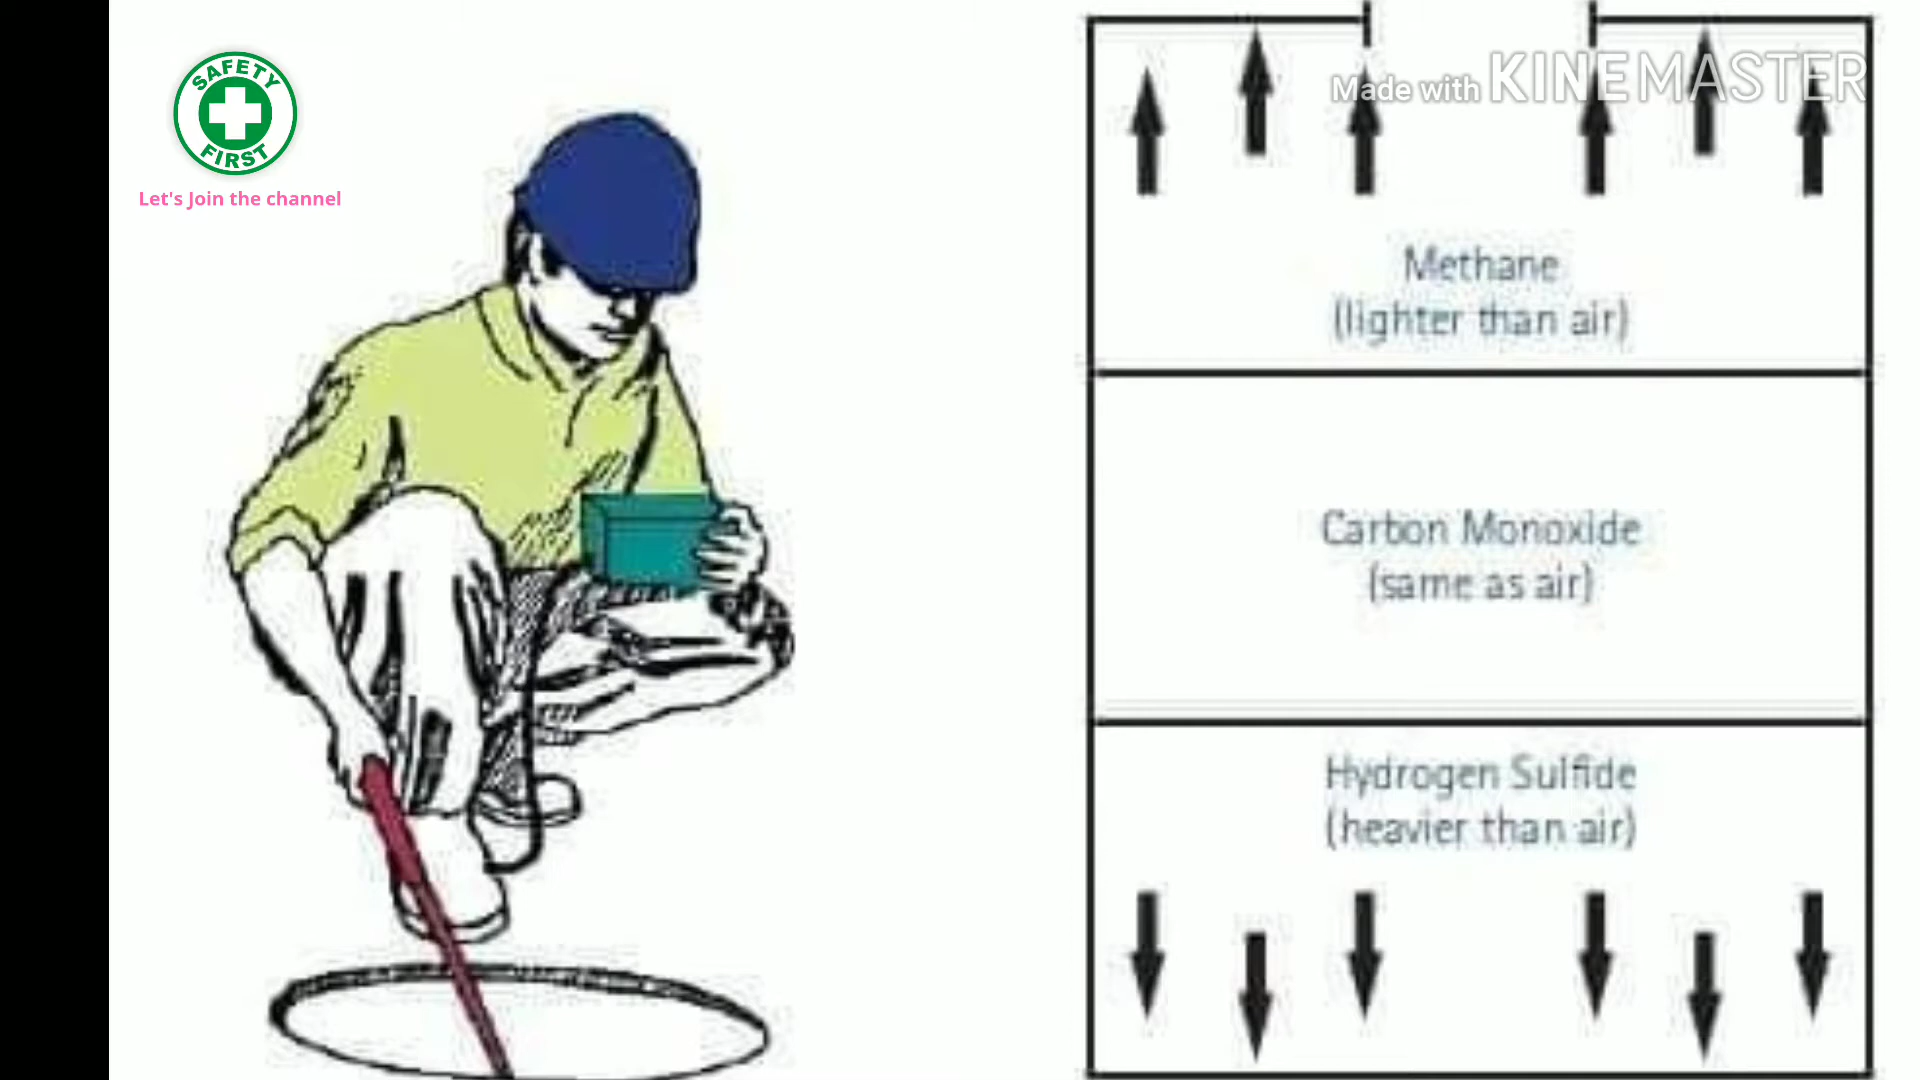 SAFETY
FIRST
Let's Join the channel
Made with KINEMASTER
Methane
(lighter than air)
Carbon Monoxide
(same as air)
Hydrogen Sulfide
(heavier than air)